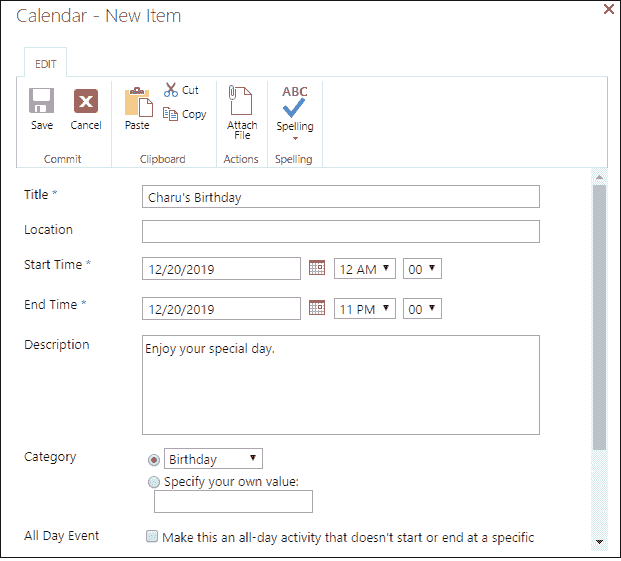 Calendar - New Item
EDIT
Save
Cancel
Paste
Cut
Copy
Attach
File
ABC
Spelling
Commit
Clipboard
Actions
Spelling
Title *
Charu's Birthday
Location
Start Time *
12/20/2019
12 AM
00
End Time *
12/20/2019
11 PM
00
Description
Enjoy your special day.
Category
Birthday
Specify your own value:
All Day Event
Make this an all-day activity that doesn't start or end at a specific